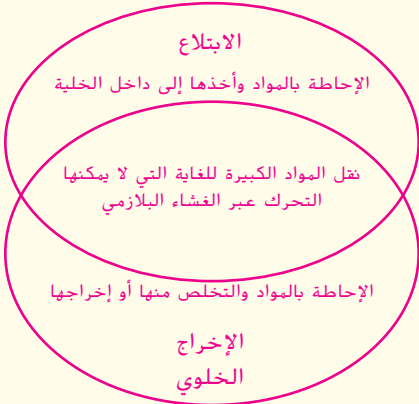 الابتلاع
الإحاطة بالمواد وأخذها إلى داخل الخلية
نقل المواد الكبيرة للغاية التي لا يمكنها
التحرك عبر الغشاء البلازمي
الإحاطة بالمواد والتخلص منها أو إخراجها
الإخراج
الخلوي